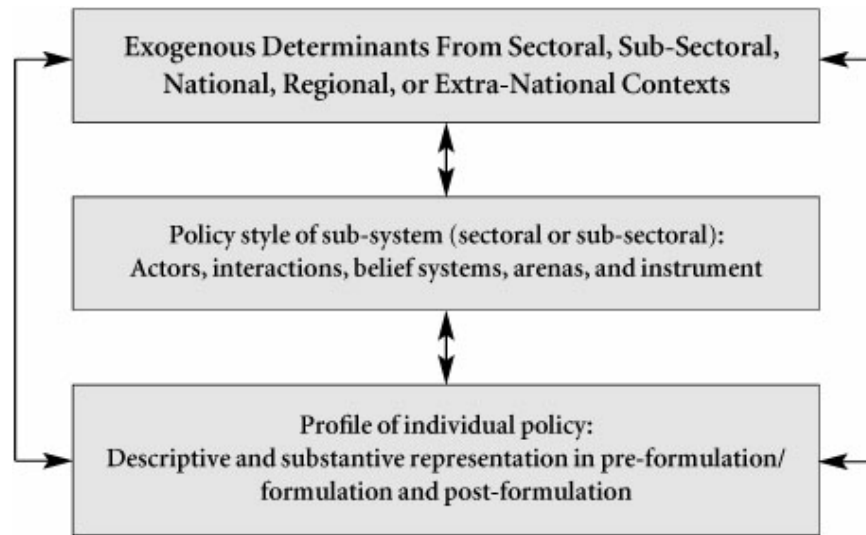 Exogenous Determinants From Sectoral, Sub-Sectoral,
National, Regional, or Extra-National Contexts
Policy style of sub-system (sectoral or sub-sectoral):
Actors, interactions, belief systems, arenas, and instrument
Profile of individual policy:
Descriptive and substantive representation in pre-formulation/
formulation and post-formulation